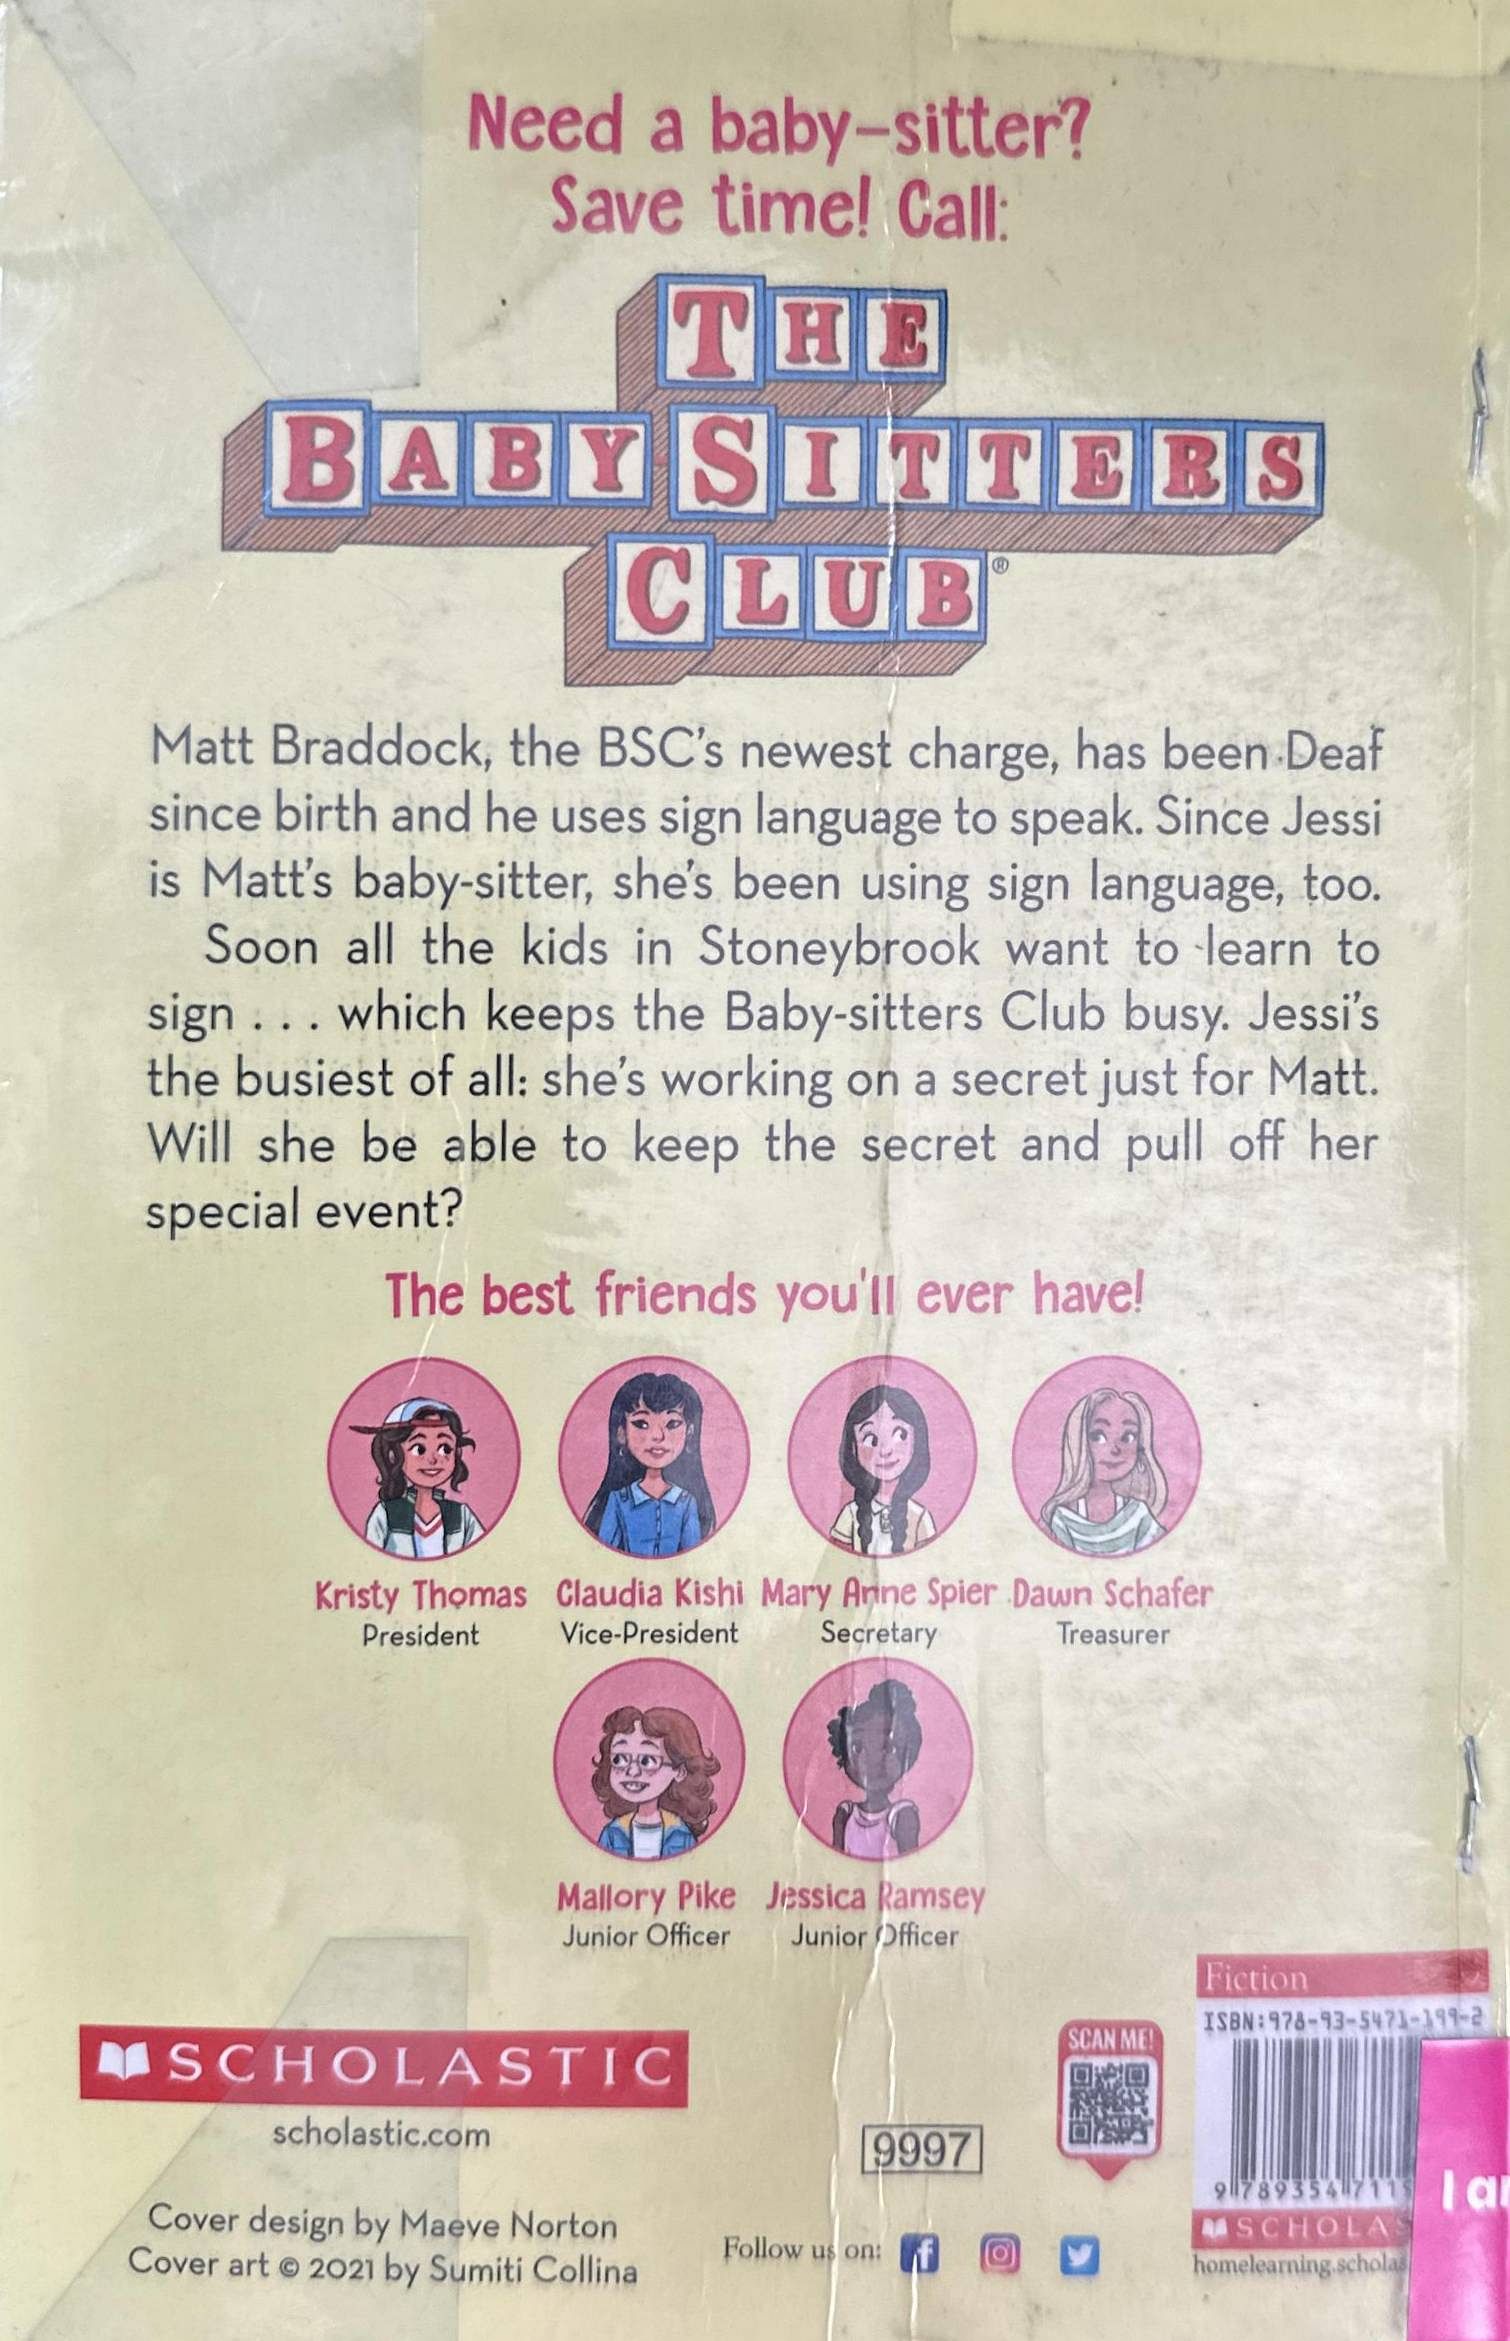 Need a baby-sitter?
Save time! Call:
THE
BABY-SITTERS
CLUB®
Matt Braddock, the BSC's newest charge, has been Deaf
since birth and he uses sign language to speak. Since Jessi
is Matt's baby-sitter, she's been using sign language, too.
Soon all the kids in Stoneybrook want to learn to
sign . . . which keeps the Baby-sitters Club busy. Jessi's
the busiest of all: she's working on a secret just for Matt.
Will she be able to keep the secret and pull off her
special event?
The best friends you'll ever have!
Kristy Thomas Claudia Kishi Mary Anne Spier Dawn Schafer
President Vice-President Secretary Treasurer
Mallory Pike Jessica Ramsey
Junior Officer Junior Officer
Fiction
ISBN:978-93-5471-199-2
SCAN ME!
SCHOLASTIC
scholastic.com
9997
9 789354 711
I a
SCHOLA
homelearning.scholas
Cover design by Maeve Norton
Cover art © 2021 by Sumiti Collina
Follow us on: